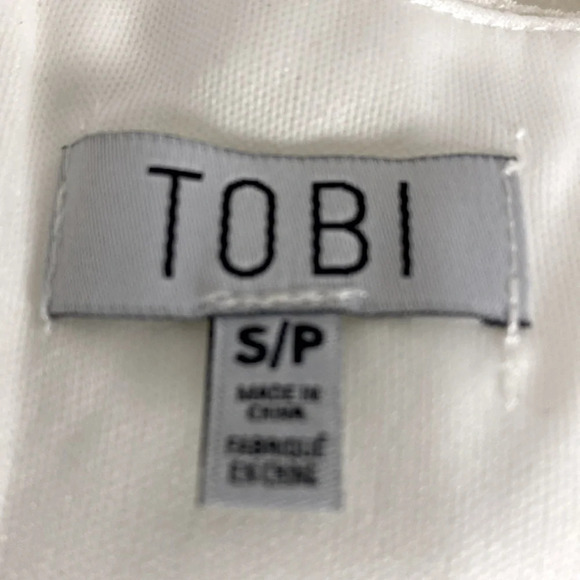 TOBI
S/P
MADE IN
CHINA
FABRIQUÉ
EN CHINE